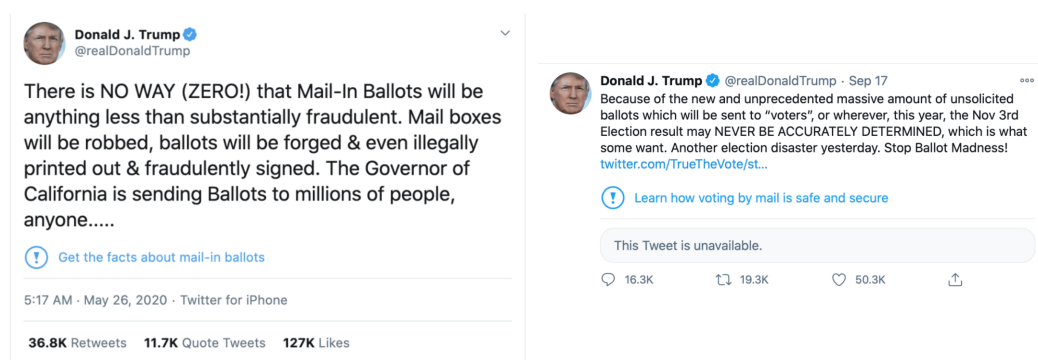 Donald J. Trump
@realDonaldTrump
There is NO WAY (ZERO!) that Mail-In Ballots will be
anything less than substantially fraudulent. Mail boxes
will be robbed, ballots will be forged & even illegally
printed out & fraudulently signed. The Governor of
California is sending Ballots to millions of people,
anyone.....
Get the facts about mail-in ballots
5:17 AM · May 26, 2020 · Twitter for iPhone
36.8K Retweets 11.7K Quote Tweets 127K Likes
Donald J. Trump @realDonaldTrump · Sep 17
Because of the new and unprecedented massive amount of unsolicited
ballots which will be sent to “voters”, or wherever, this year, the Nov 3rd
Election result may NEVER BE ACCURATELY DETERMINED, which is what
some want. Another election disaster yesterday. Stop Ballot Madness!
twitter.com/TrueTheVote/st...
Learn how voting by mail is safe and secure
This Tweet is unavailable.
16.3K 19.3K 50.3K